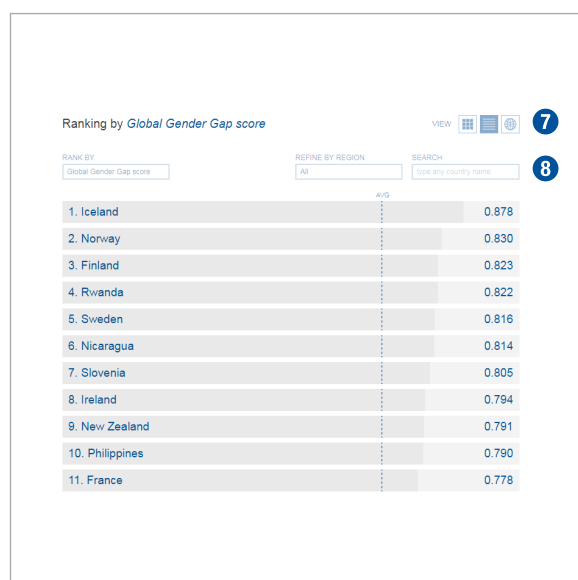 Ranking by Global Gender Gap score
VIEW
7
RANK BY
REFINE BY REGION
SEARCH
8
Global Gender Gap score
All
type any country name
AVG
1. Iceland 0.878
2. Norway 0.830
3. Finland 0.823
4. Rwanda 0.822
5. Sweden 0.816
6. Nicaragua 0.814
7. Slovenia 0.805
8. Ireland 0.794
9. New Zealand 0.791
10. Philippines 0.790
11. France 0.778